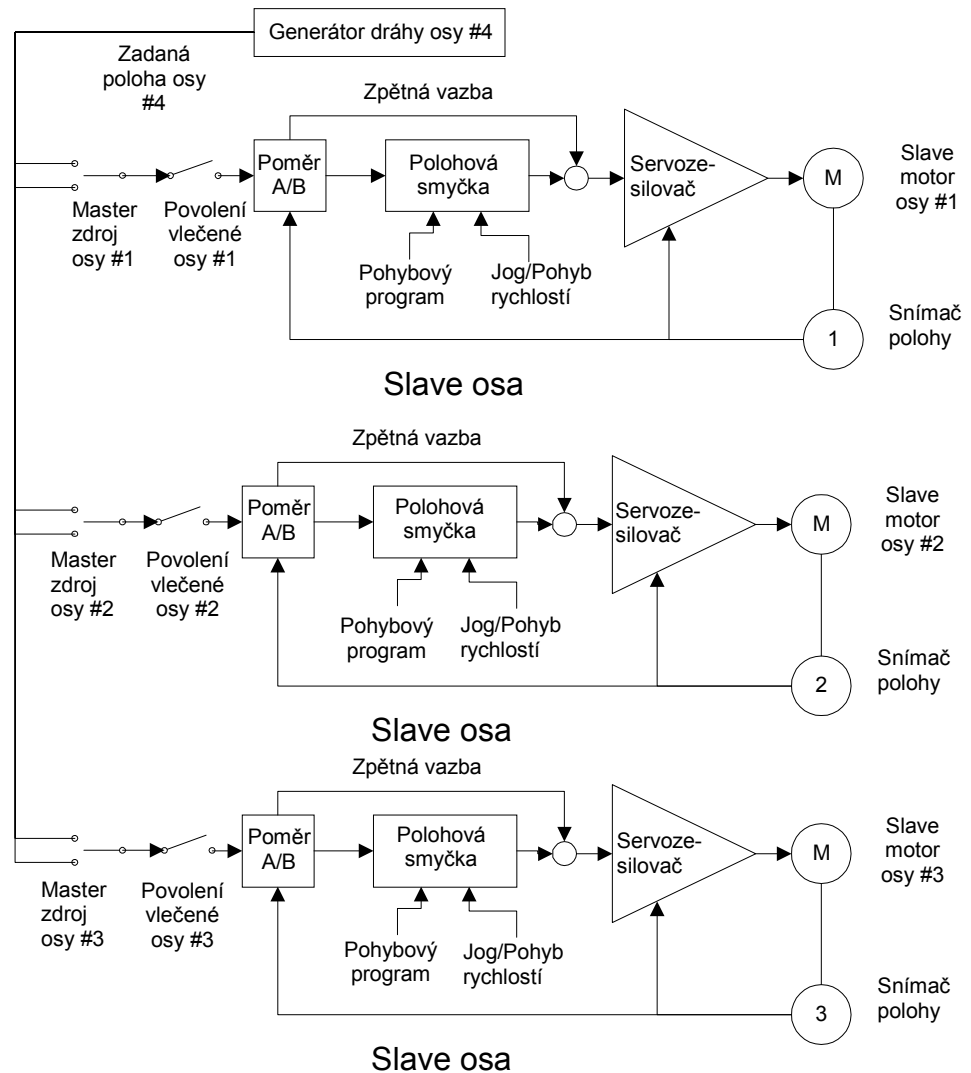 Generátor dráhy osy #4
Zadaná
poloha osy
#4
Zpětná vazba
Poměr
A/B
Polohová
smyčka
Servoze-
silovač
M
Slave
motor
osy #1
Master
zdroj
osy #1
Povolení
vlečené
osy #1
Pohybový
program
Jog/Pohyb
rychlostí
1
Snímač
polohy
Slave osa
Zpětná vazba
Poměr
A/B
Polohová
smyčka
Servoze-
silovač
M
Slave
motor
osy #2
Master
zdroj
osy #2
Povolení
vlečené
osy #2
Pohybový
program
Jog/Pohyb
rychlostí
2
Snímač
polohy
Slave osa
Zpětná vazba
Poměr
A/B
Polohová
smyčka
Servoze-
silovač
M
Slave
motor
osy #3
Master
zdroj
osy #3
Povolení
vlečené
osy #3
Pohybový
program
Jog/Pohyb
rychlostí
3
Snímač
polohy
Slave osa